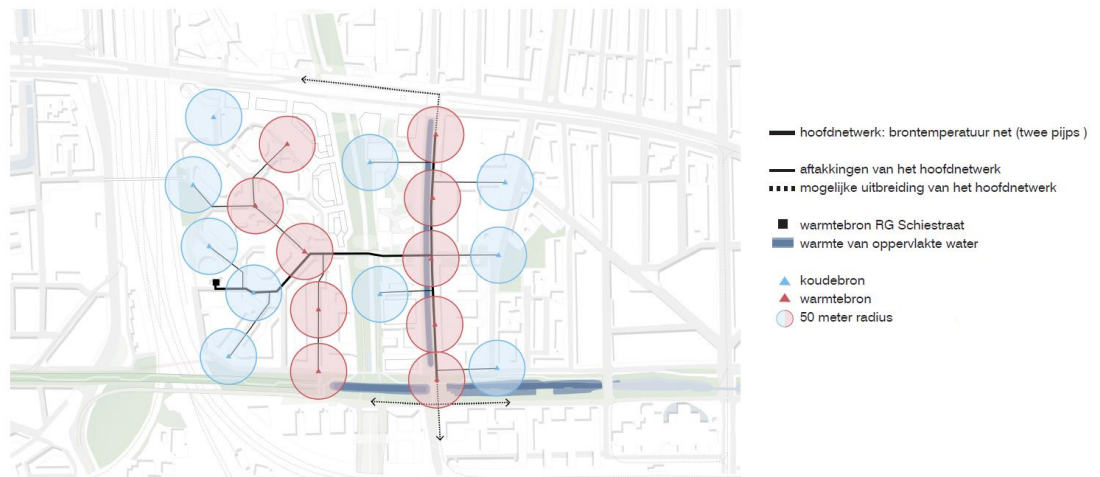 hoofdnetwerk: brontemperatuur net (twee pijps )
aftakkingen van het hoofdnetwerk
mogelijke uitbreiding van het hoofdnetwerk
warmtebron RG Schiestraat
warmte van oppervlakte water
koudebron
warmtebron
50 meter radius